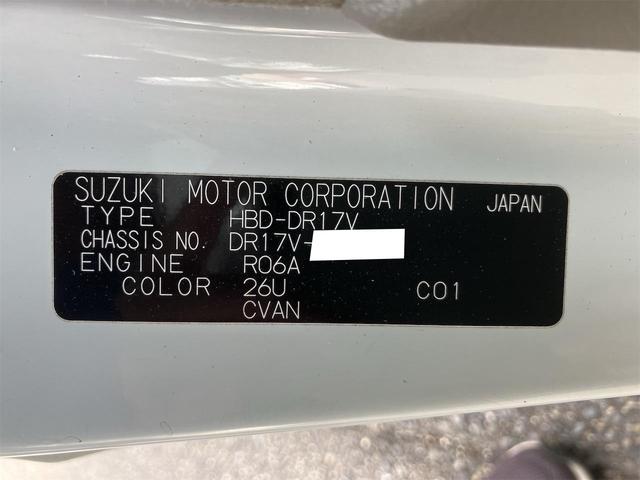 SUZUKI MOTOR CORPORATION JAPAN
TYPE HBD-DR17V
CHASSIS NO. DR17V-
ENGINE R06A
COLOR 26U C01
CVAN